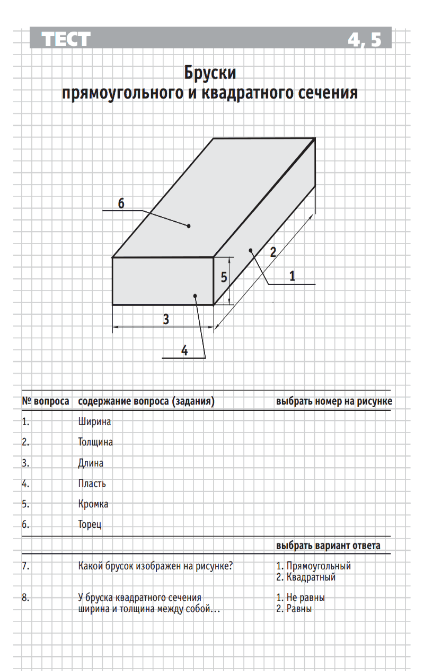 ТЕСТ 4, 5
Бруски
прямоугольного и квадратного сечения
6
2
5
1
3
4
№ вопроса содержание вопроса (задания) выбрать номер на рисунке
1. Ширина
2. Толщина
3. Длина
4. Пласть
5. Кромка
6. Торец
выбрать вариант ответа
7. Какой брусок изображен на рисунке? 1. Прямоугольный
2. Квадратный
8. У бруска квадратного сечения 1. Не равны
ширина и толщина между собой... 2. Равны